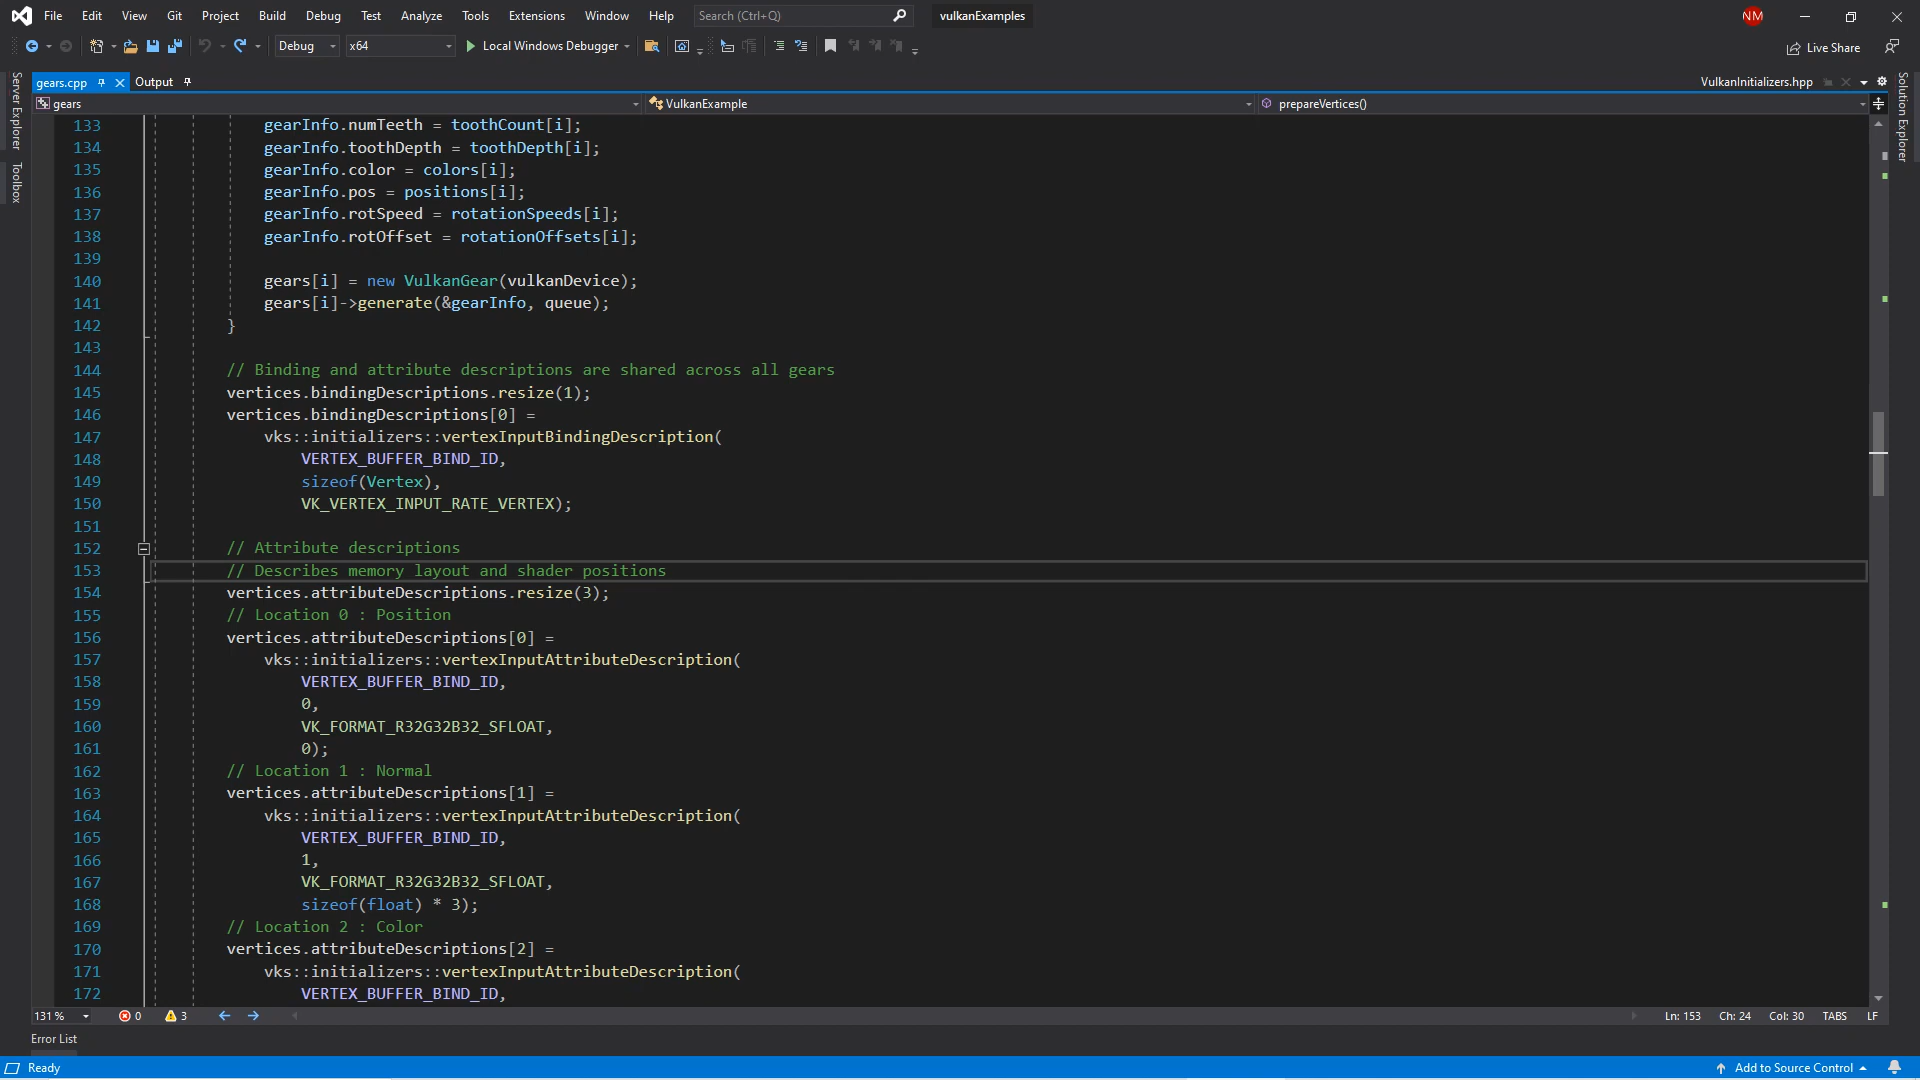 File Edit View Git Project Build Debug Test Analyze Tools Extensions Window Help Search (Ctrl+Q) vulkanExamples NM
Debug x64 Local Windows Debugger Live Share
gears.cpp Output VulkanInitializers.hpp
gears VulkanExample prepareVertices()
Server Explorer
Toolbox
Solution Explorer
133 gearInfo.numTeeth = toothCount[i];
134 gearInfo.toothDepth = toothDepth[i];
135 gearInfo.color = colors[i];
136 gearInfo.pos = positions[i];
137 gearInfo.rotSpeed = rotationSpeeds[i];
138 gearInfo.rotOffset = rotationOffsets[i];
139
140 gears[i] = new VulkanGear(vulkanDevice);
141 gears[i]->generate(&gearInfo, queue);
142 }
143
144 // Binding and attribute descriptions are shared across all gears
145 vertices.bindingDescriptions.resize(1);
146 vertices.bindingDescriptions[0] =
147 vks::initializers::vertexInputBindingDescription(
148 VERTEX_BUFFER_BIND_ID,
149 sizeof(Vertex),
150 VK_VERTEX_INPUT_RATE_VERTEX);
151
152 // Attribute descriptions
153 // Describes memory layout and shader positions
154 vertices.attributeDescriptions.resize(3);
155 // Location 0 : Position
156 vertices.attributeDescriptions[0] =
157 vks::initializers::vertexInputAttributeDescription(
158 VERTEX_BUFFER_BIND_ID,
159 0,
160 VK_FORMAT_R32G32B32_SFLOAT,
161 0);
162 // Location 1 : Normal
163 vertices.attributeDescriptions[1] =
164 vks::initializers::vertexInputAttributeDescription(
165 VERTEX_BUFFER_BIND_ID,
166 1,
167 VK_FORMAT_R32G32B32_SFLOAT,
168 sizeof(float) * 3);
169 // Location 2 : Color
170 vertices.attributeDescriptions[2] =
171 vks::initializers::vertexInputAttributeDescription(
172 VERTEX_BUFFER_BIND_ID,
131 % 0 3 Ln: 153 Ch: 24 Col: 30 TABS LF
Error List
Ready Add to Source Control